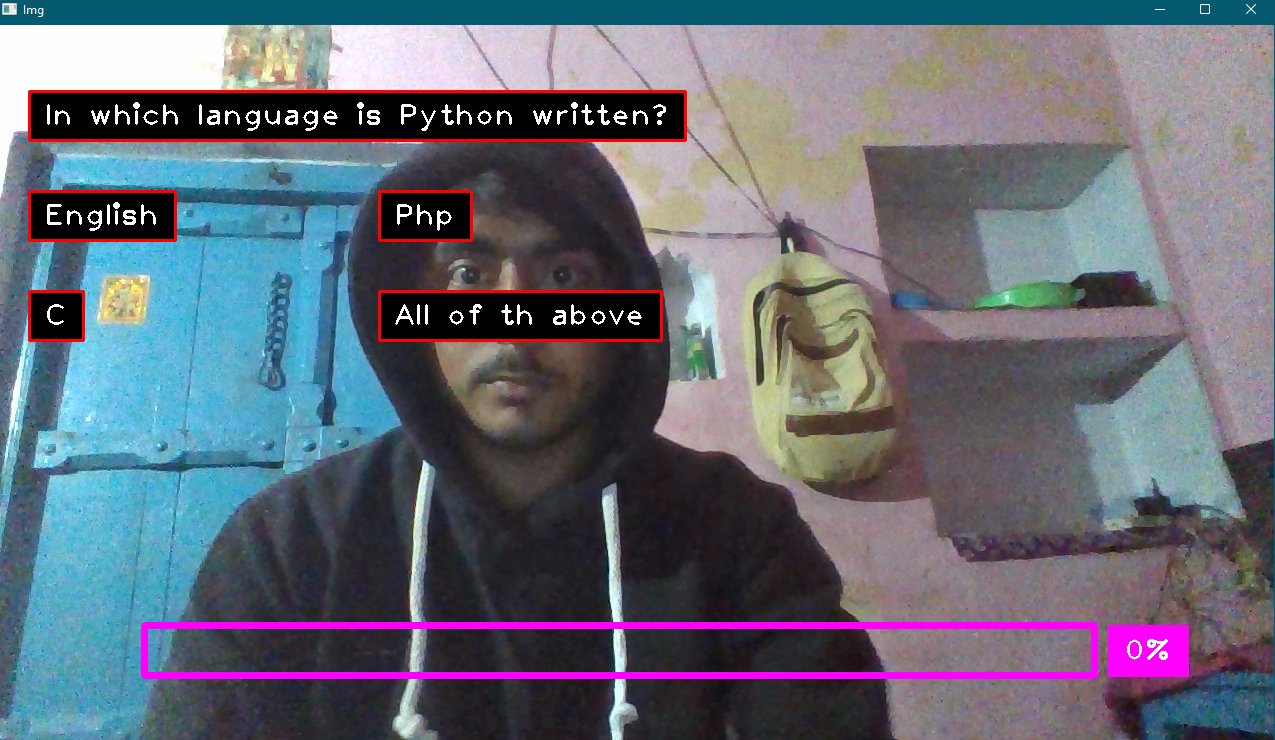 Img
In which language is Python written?
English
Php
C
All of th above
0%